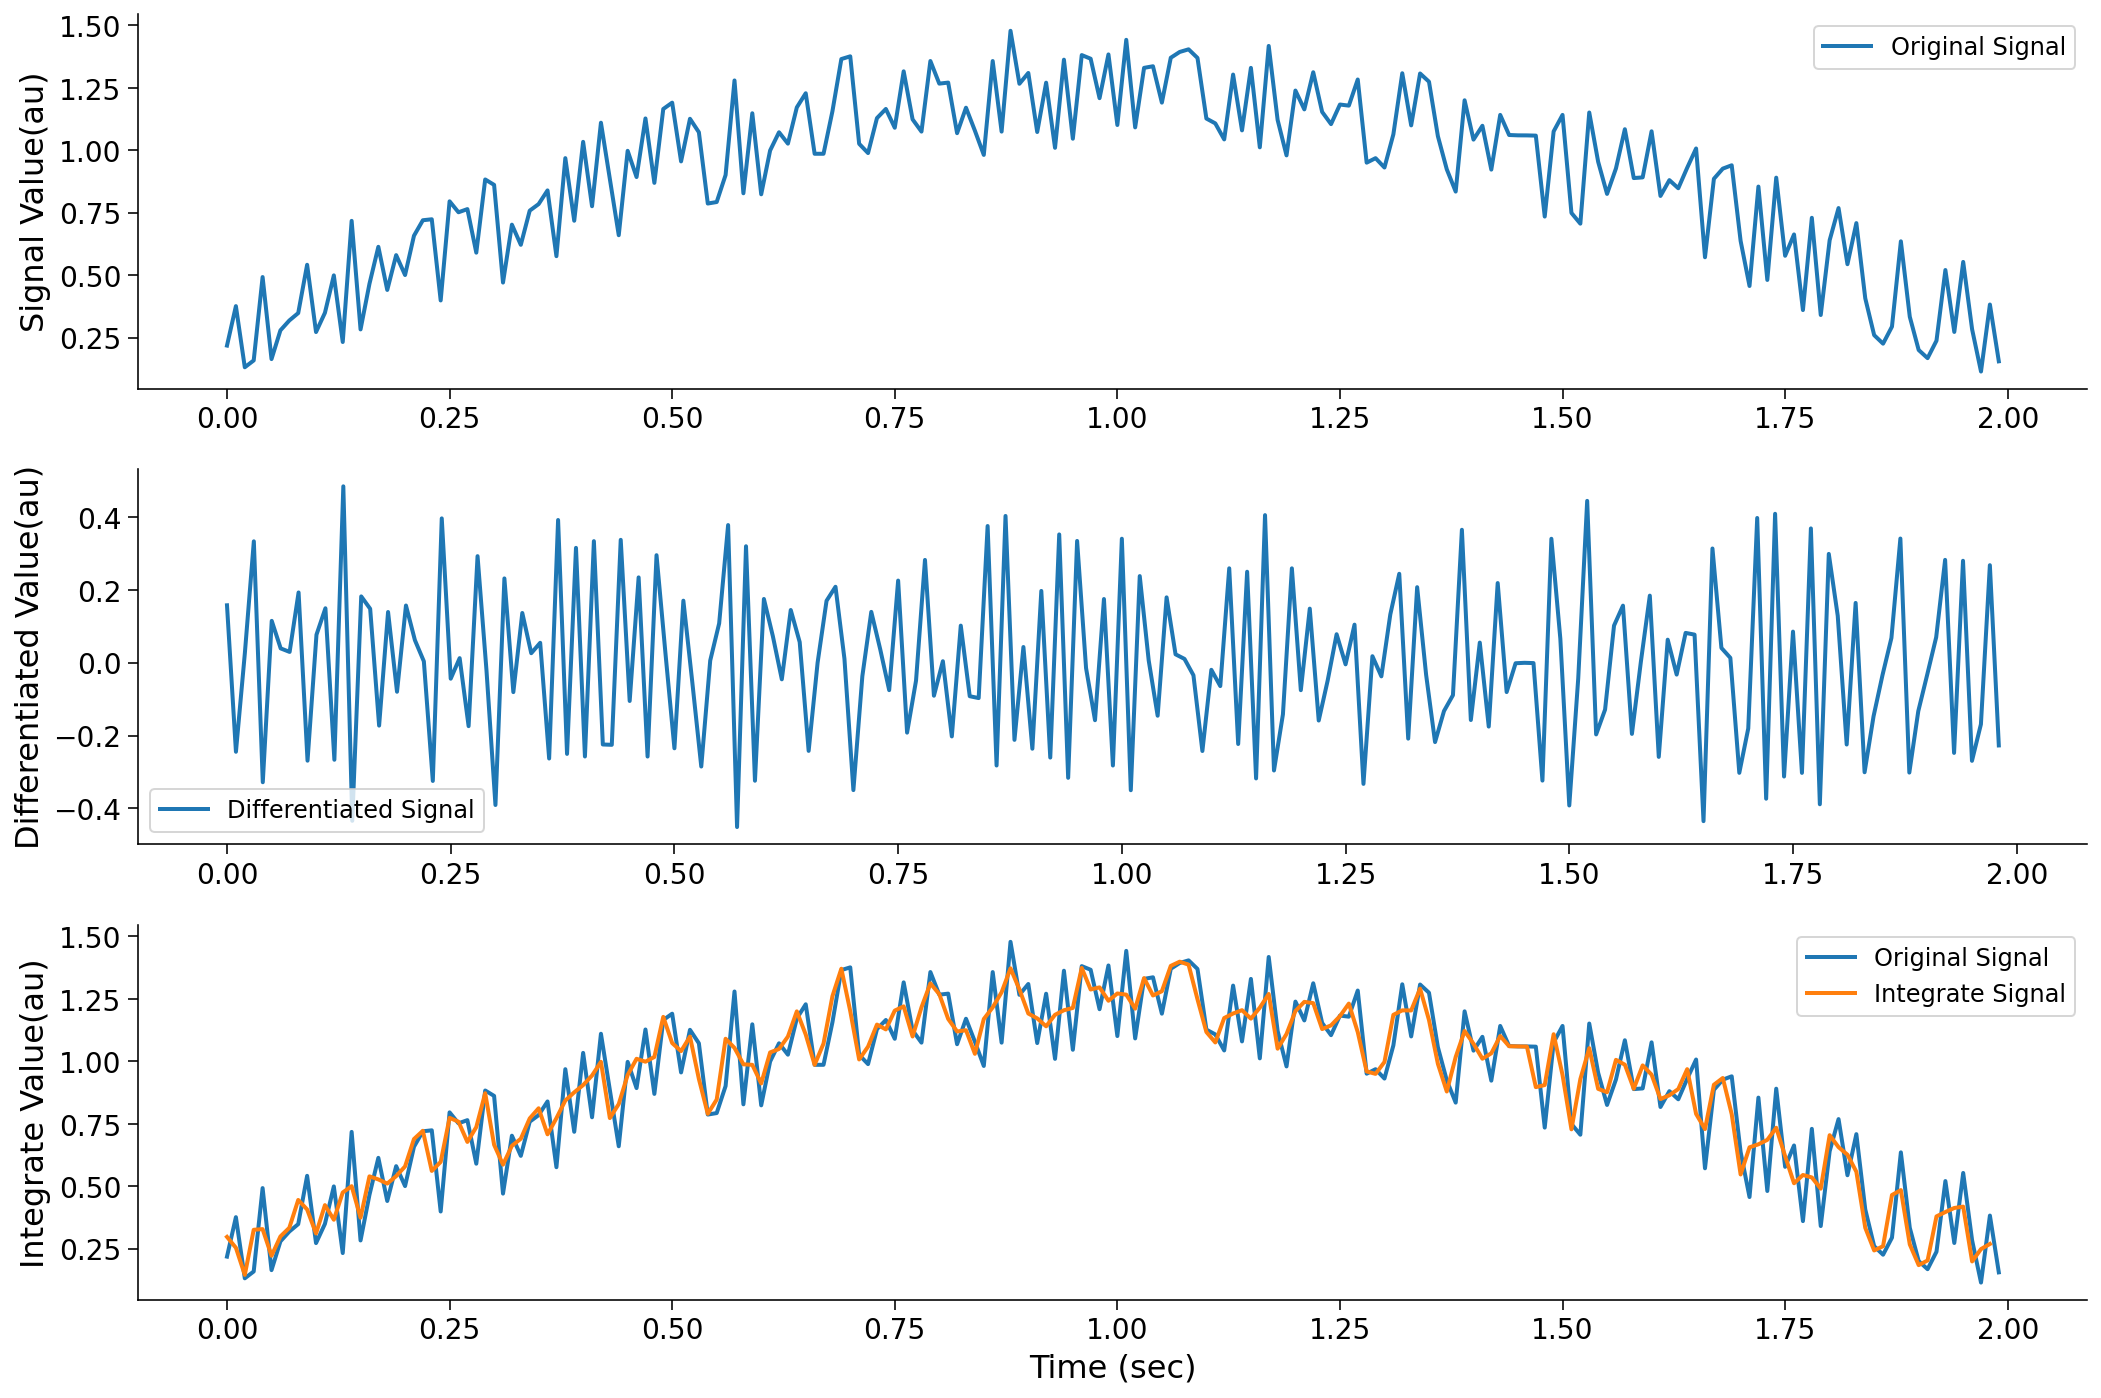 Signal Value(au)
1.50
1.25
1.00
0.75
0.50
0.25
Original Signal
0.00 0.25 0.50 0.75 1.00 1.25 1.50 1.75 2.00
Differentiated Value(au)
0.4
0.2
0.0
−0.2
−0.4
Differentiated Signal
0.00 0.25 0.50 0.75 1.00 1.25 1.50 1.75 2.00
Integrate Value(au)
1.50
1.25
1.00
0.75
0.50
0.25
Original Signal
Integrate Signal
0.00 0.25 0.50 0.75 1.00 1.25 1.50 1.75 2.00
Time (sec)